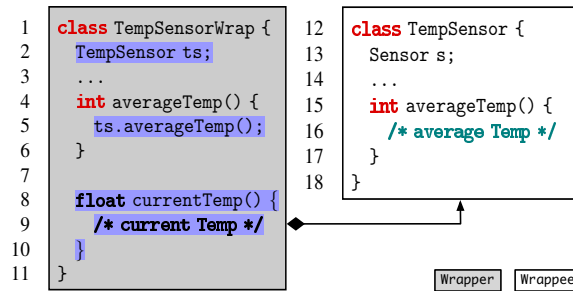 1 class TempSensorWrap {
2 TempSensor ts;
3 ...
4 int averageTemp() {
5 ts.averageTemp();
6 }
7
8 float currentTemp() {
9 /* current Temp */
10 }
11 }
12 class TempSensor {
13 Sensor s;
14 ...
15 int averageTemp() {
16 /* average Temp */
17 }
18 }
Wrapper Wrappee